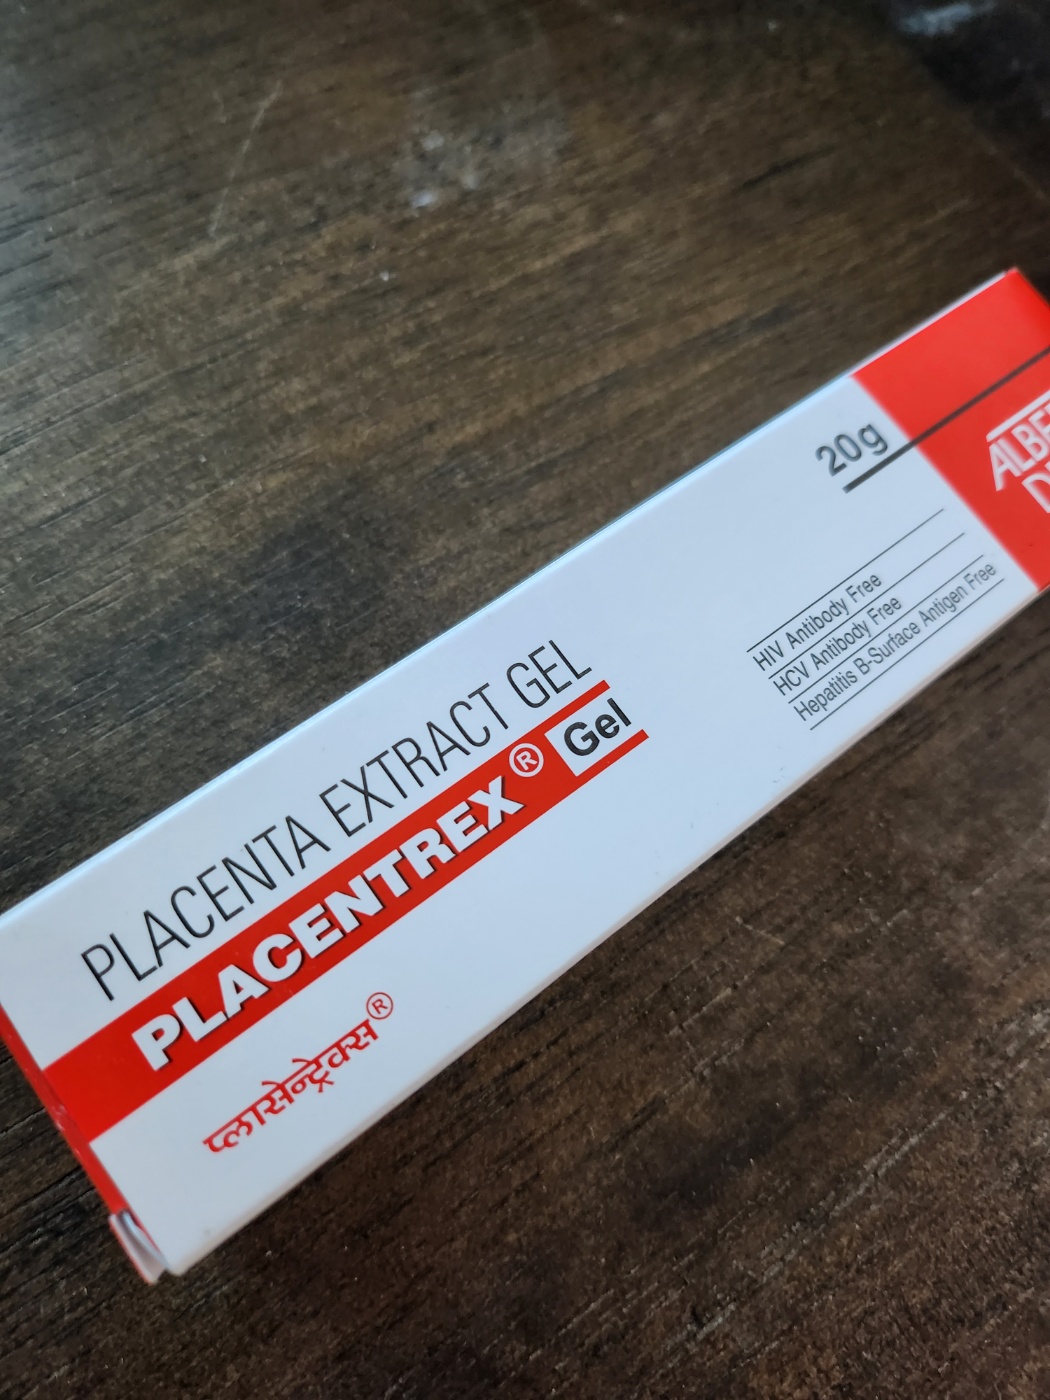 PLACENTA EXTRACT GEL
PLACENTREX® Gel
प्लासेन्ट्रेक्स®
20g
HIV Antibody Free
HCV Antibody Free
Hepatitis B-Surface Antigen Free